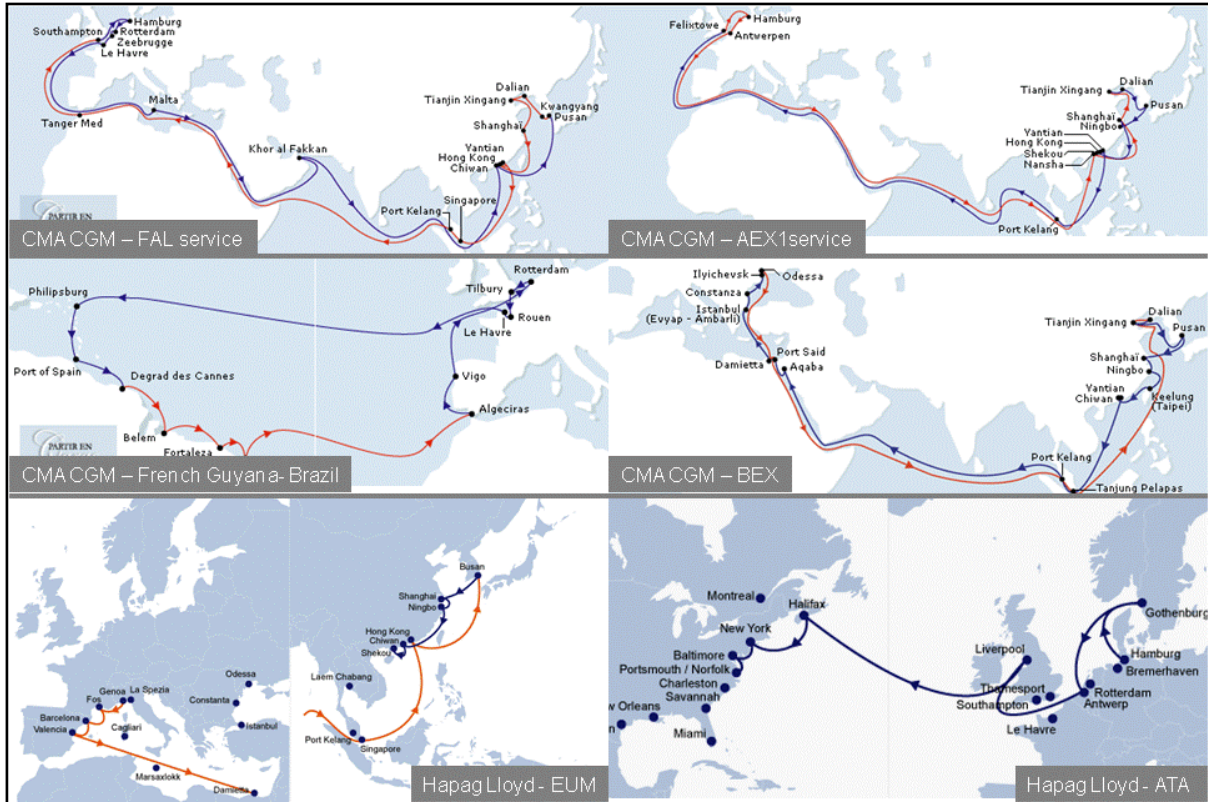 Hamburg
Southampton
Rotterdam
Zeebrugge
Le Havre
Malta
Tanger Med
Khor al Fakkan
Dalian
Tianjin Xingang
Kwangyang
Pusan
Shanghaï
Yantian
Hong Kong
Chiwan
Singapore
Port Kelang
PARTIR EN
CMA CGM – FAL service
Felixtowe
Hamburg
Antwerpen
Dalian
Tianjin Xingang
Pusan
Shanghaï
Ningbo
Yantian
Hong Kong
Shekou
Nansha
Port Kelang
CMA CGM – AEX1service
Rotterdam
Tilbury
Philipsburg
Rouen
Le Havre
Port of Spain
Degrad des Cannes
Vigo
Algeciras
Belem
Fortaleza
PARTIR EN
CMA CGM – French Guyana- Brazil
Ilyichevsk
Odessa
Constanza
Istanbul
(Evyap - Ambarli)
Damietta
Port Said
Aqaba
Dalian
Tianjin Xingang
Pusan
Shanghaï
Ningbo
Yantian
Chiwan
Keelung
(Taipei)
Port Kelang
Tanjung Pelapas
CMA CGM – BEX
Busan
Shanghai
Ningbo
Hong Kong
Chiwan
Shekou
Laem Chabang
Odessa
Constanta
Istanbul
Genoa
La Spezia
Fos
Barcelona
Valencia
Cagliari
Marsaxlokk
Damietta
Port Kelang
Singapore
Hapag Lloyd - EUM
Montreal
Halifax
New York
Baltimore
Portsmouth / Norfolk
Charleston
Savannah
w Orleans
n
Miami
Gothenburg
Liverpool
Hamburg
Bremerhaven
Thamesport
Southampton
Rotterdam
Antwerp
Le Havre
Hapag Lloyd - ATA